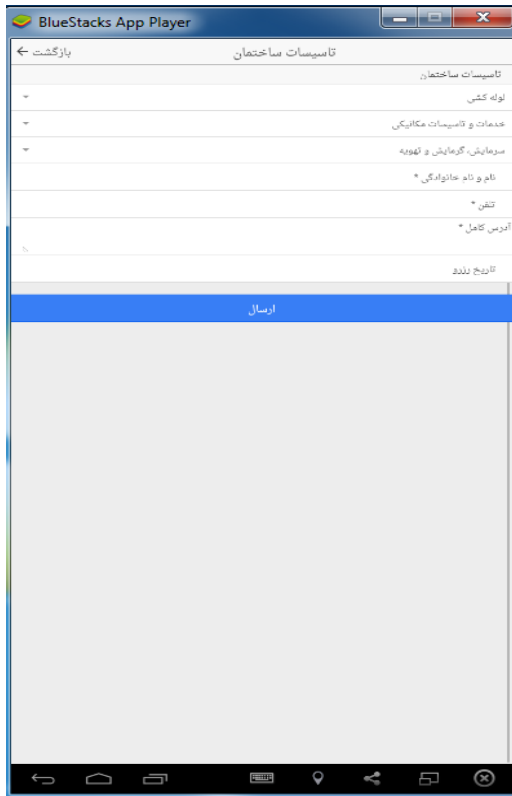 BlueStacks App Player
تاسیسات ساختمان
بازگشت
تاسیسات ساختمان
لوله کشی
خدمات و تاسیسات مکانیکی
سرمایش، گرمایش و تهویه
نام و نام خانوادگی *
تلفن *
آدرس کامل *
تاریخ رزرو
ارسال